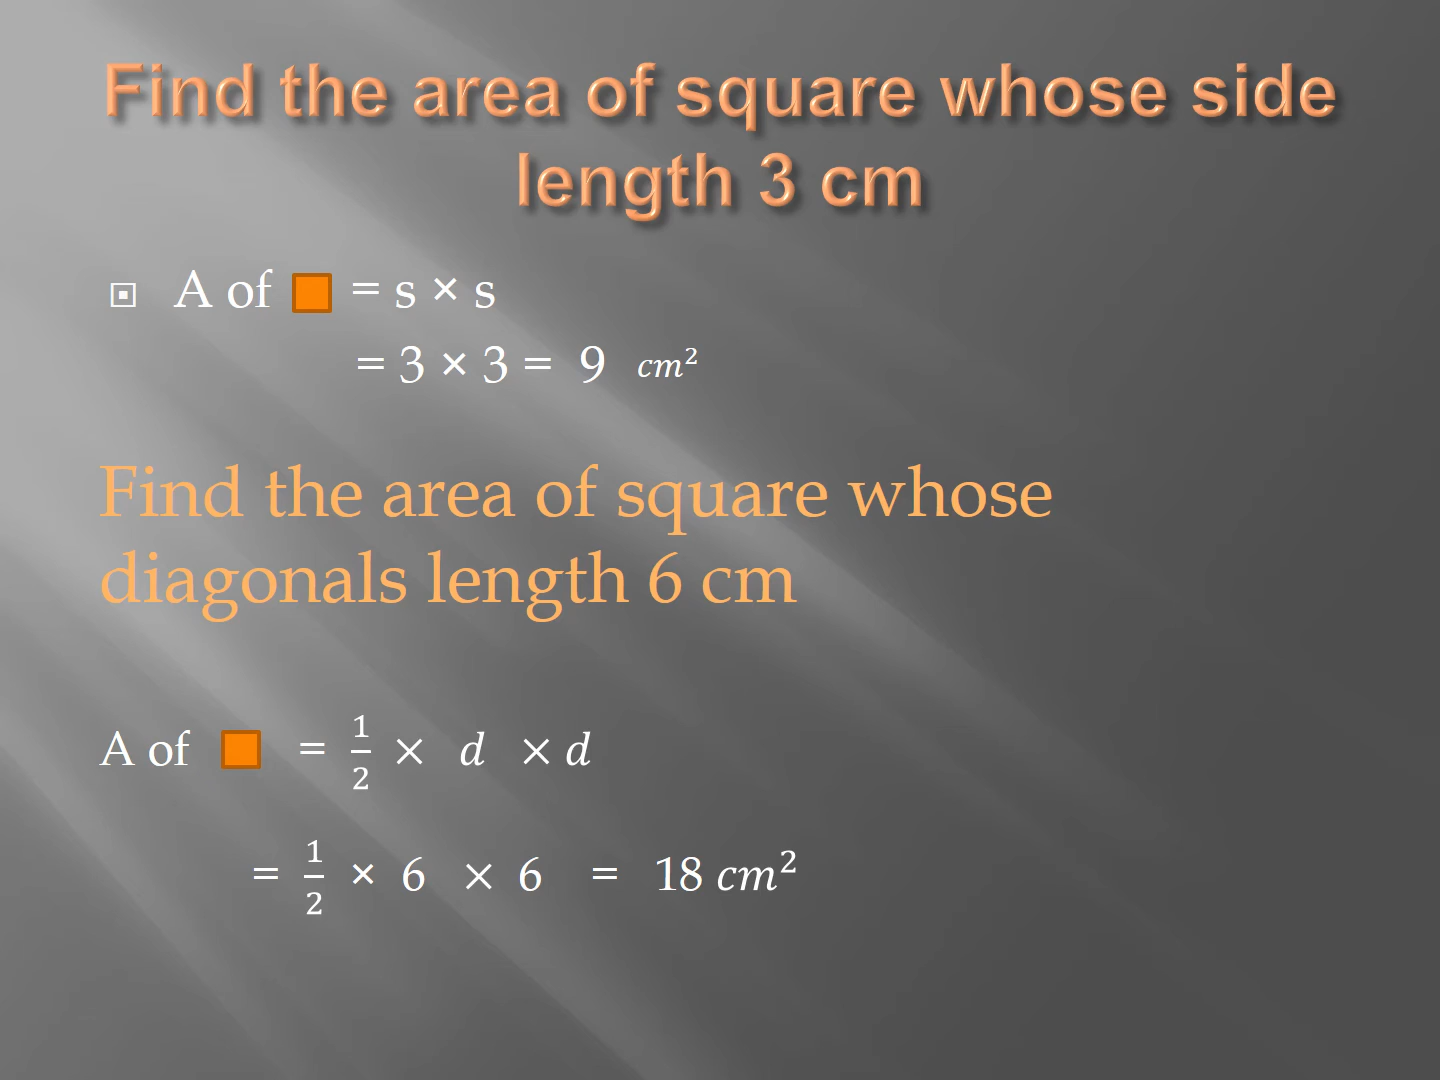 Find the area of square whose side
length 3 cm
A of = s × s
= 3 × 3 = 9 cm²
Find the area of square whose
diagonals length 6 cm
A of = 1/2 × d × d
= 1/2 × 6 × 6 = 18 cm²